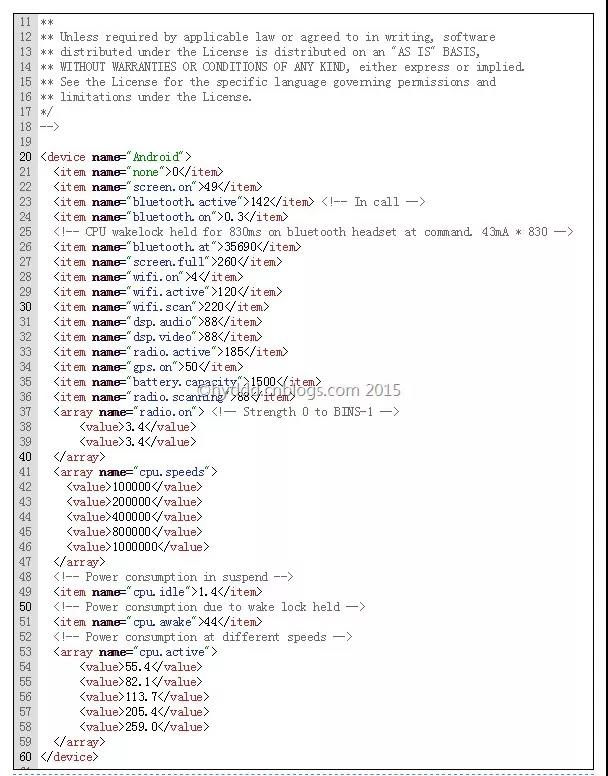 11 **
12 ** Unless required by applicable law or agreed to in writing, software
13 ** distributed under the License is distributed on an "AS IS" BASIS,
14 ** WITHOUT WARRANTIES OR CONDITIONS OF ANY KIND, either express or implied.
15 ** See the License for the specific language governing permissions and
16 ** limitations under the License.
17 */
18 -->
19
20 <device name="Android">
21 <item name="none">0</item>
22 <item name="screen.on">49</item>
23 <item name="bluetooth.active">142</item> <!-- In call -->
24 <item name="bluetooth.on">0.3</item>
25 <!-- CPU wakelock held for 830ms on bluetooth headset at command. 43mA * 830 -->
26 <item name="bluetooth.at">35690</item>
27 <item name="screen.full">260</item>
28 <item name="wifi.on">4</item>
29 <item name="wifi.active">120</item>
30 <item name="wifi.scan">220</item>
31 <item name="dsp.audio">88</item>
32 <item name="dsp.video">88</item>
33 <item name="radio.active">185</item>
34 <item name="gps.on">50</item>
35 <item name="battery.capacity">1500</item>
36 <item name="radio.scanning">88</item>
©hyddd.cnblogs.com 2015
37 <array name="radio.on"> <!-- Strength 0 to BINS-1 -->
38 <value>3.4</value>
39 <value>3.4</value>
40 </array>
41 <array name="cpu.speeds">
42 <value>100000</value>
43 <value>200000</value>
44 <value>400000</value>
45 <value>800000</value>
46 <value>1000000</value>
47 </array>
48 <!-- Power consumption in suspend -->
49 <item name="cpu.idle">1.4</item>
50 <!-- Power consumption due to wake lock held -->
51 <item name="cpu.awake">44</item>
52 <!-- Power consumption at different speeds -->
53 <array name="cpu.active">
54 <value>55.4</value>
55 <value>82.1</value>
56 <value>113.7</value>
57 <value>205.4</value>
58 <value>259.0</value>
59 </array>
60 </device>